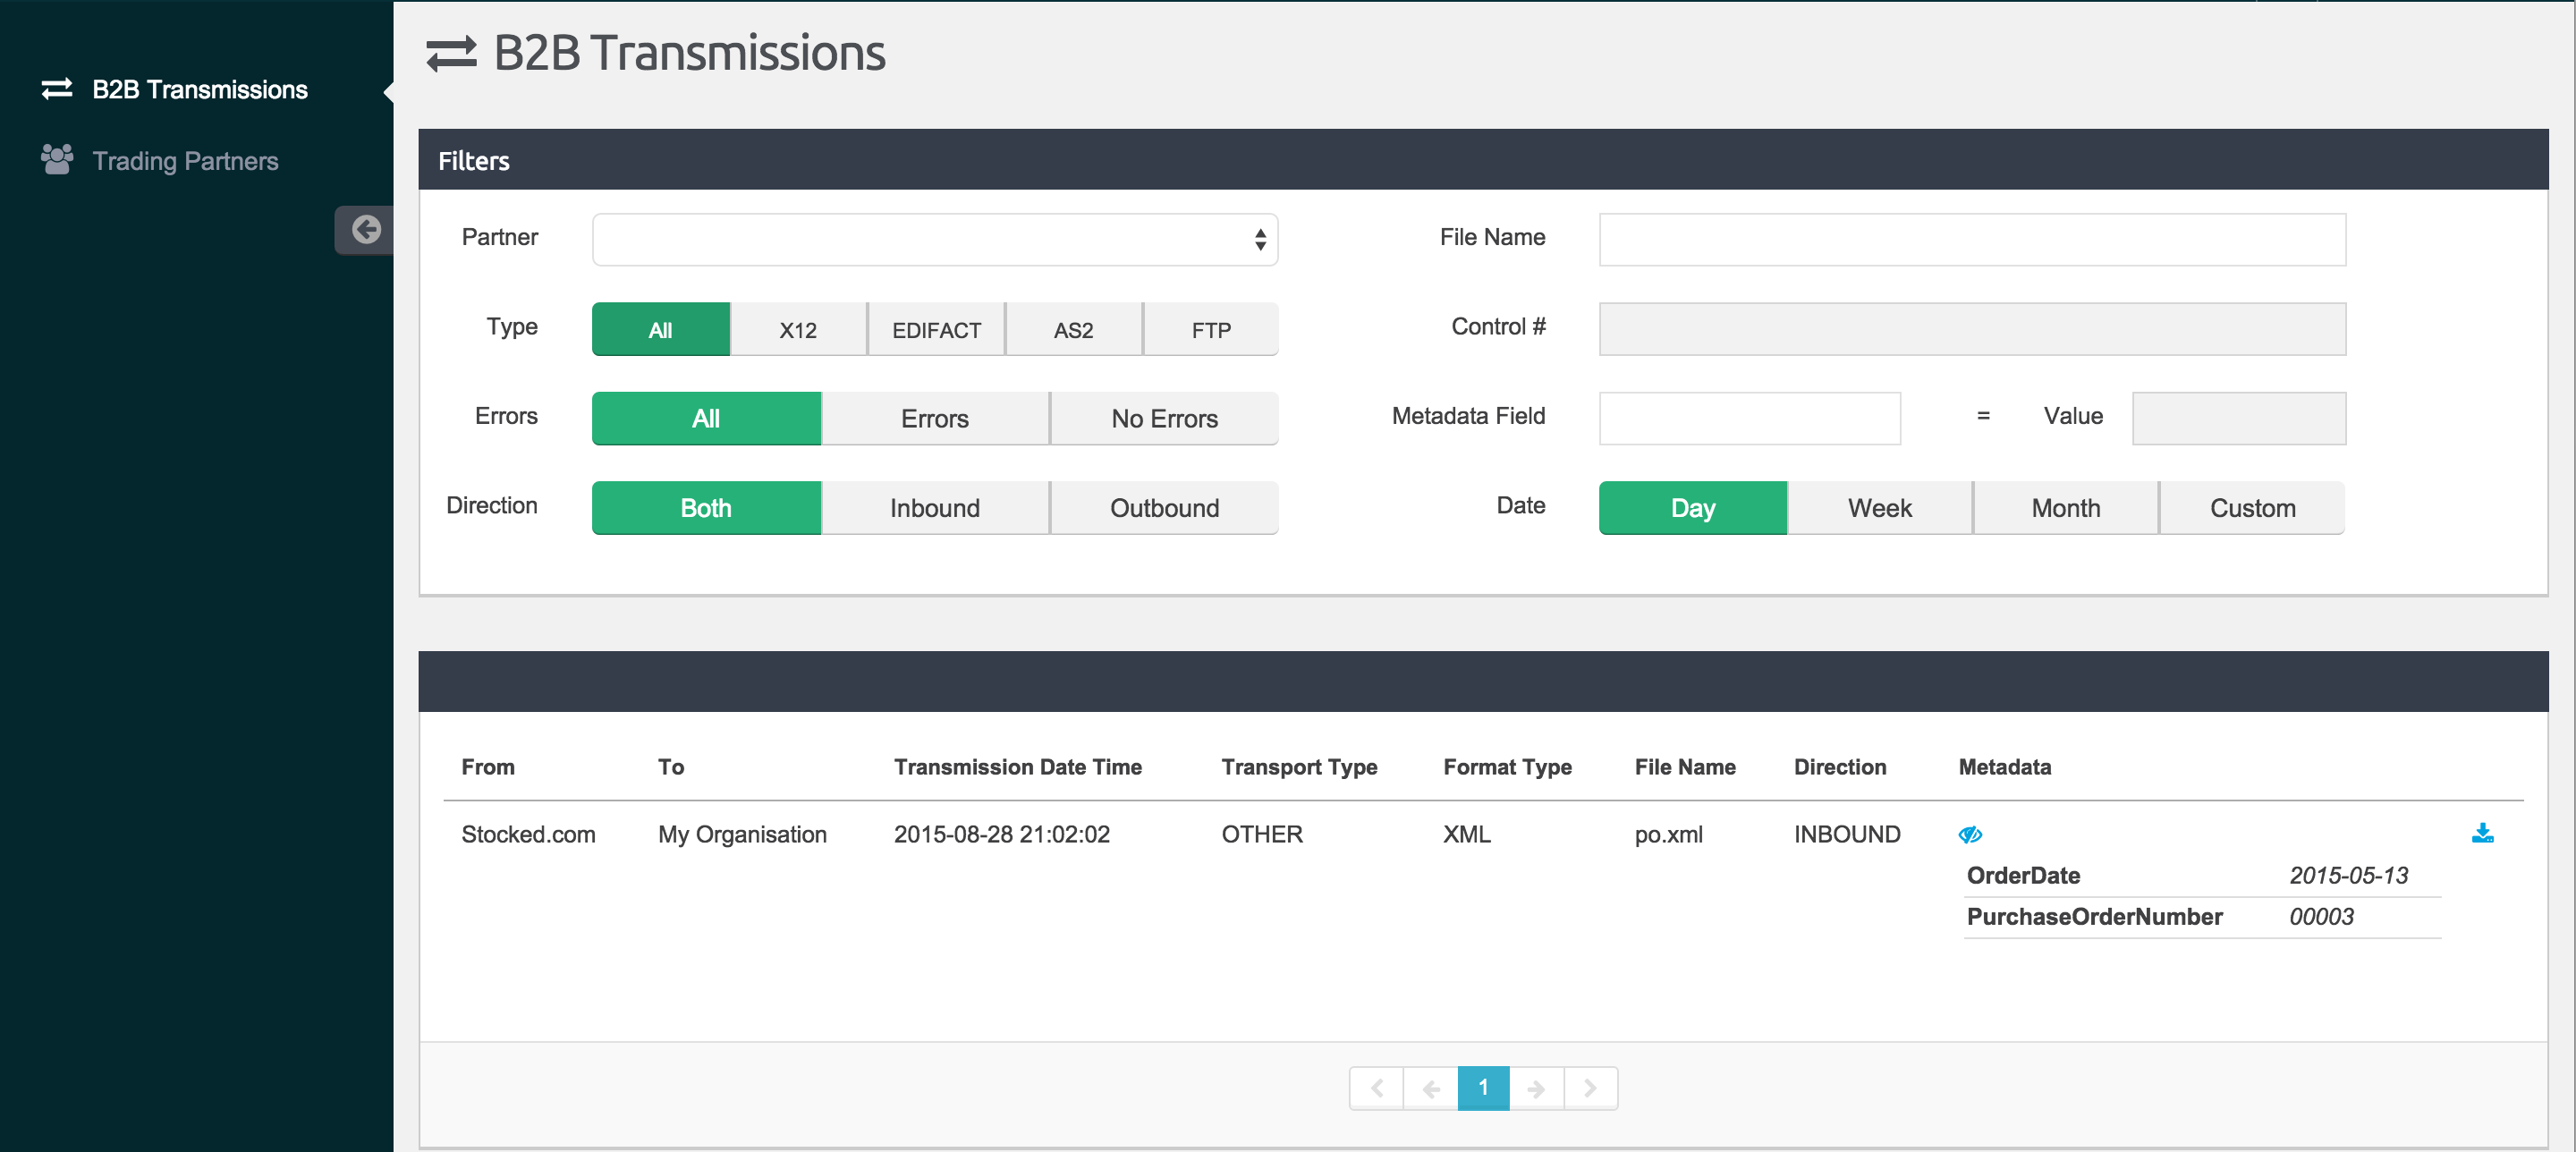 B2B Transmissions
Trading Partners
B2B Transmissions
Filters
Partner
File Name
Type All X12 EDIFACT AS2 FTP
Control #
Errors All Errors No Errors
Metadata Field = Value
Direction Both Inbound Outbound
Date Day Week Month Custom
From To Transmission Date Time Transport Type Format Type File Name Direction Metadata
Stocked.com My Organisation 2015-08-28 21:02:02 OTHER XML po.xml INBOUND
OrderDate 2015-05-13
PurchaseOrderNumber 00003
1